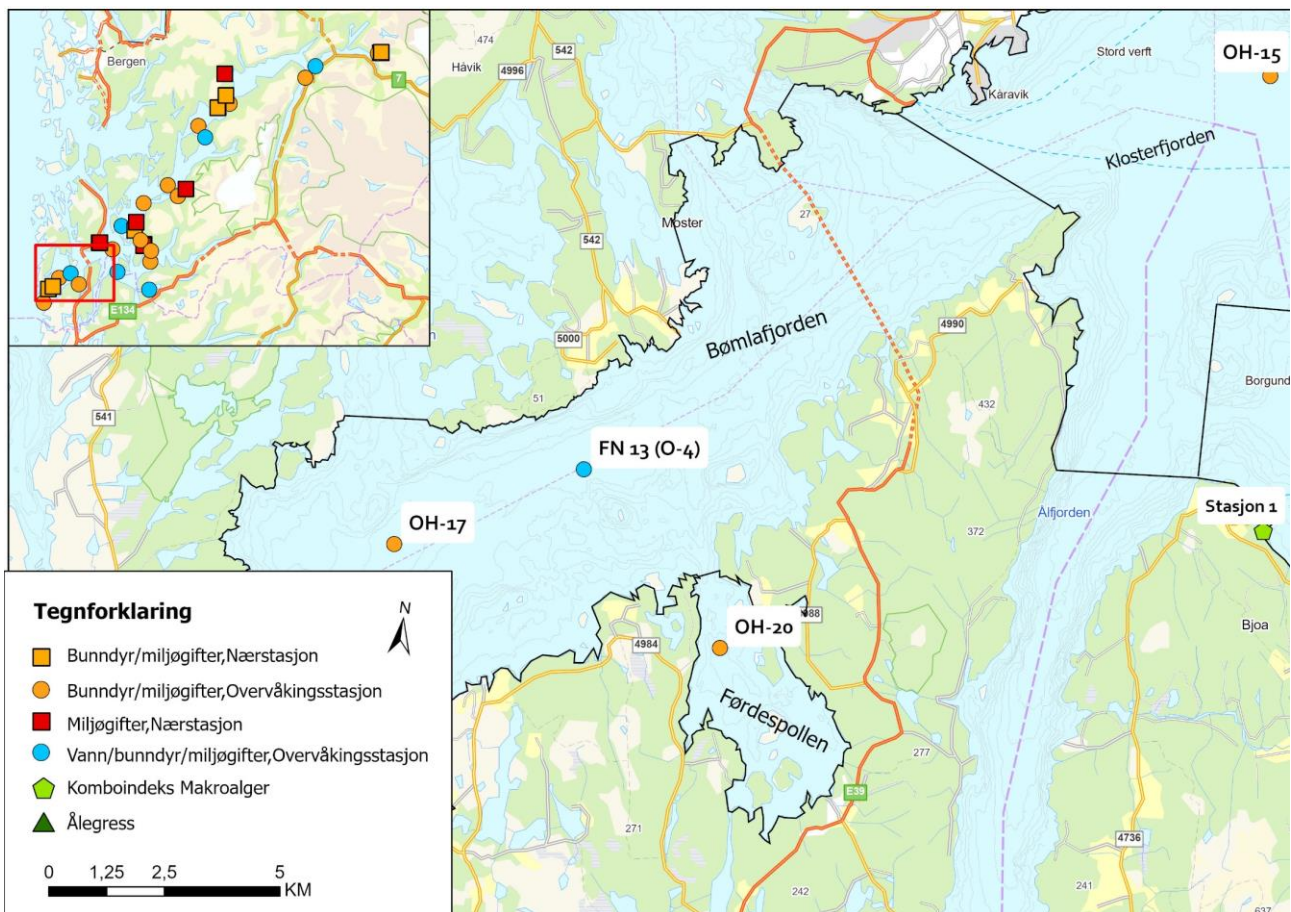 Bergen
7
E134
474
Håvik
542
4996
Stord verft
OH-15
Kåravik
Klosterfjorden
27
Moster
542
5000
Bømlafjorden
4990
51
541
432
Borgund
FN 13 (O-4)
Ålfjorden
Stasjon 1
OH-17
372
OH-20
4984
Bjoa
Førdespollen
277
E39
271
4736
242
241
637
Tegnforklaring
N
Bunndyr/miljøgifter,Nærstasjon
Bunndyr/miljøgifter,Overvåkingsstasjon
Miljøgifter,Nærstasjon
Vann/bunndyr/miljøgifter,Overvåkingsstasjon
Komboindeks Makroalger
Ålegress
0 1,25 2,5 5
KM